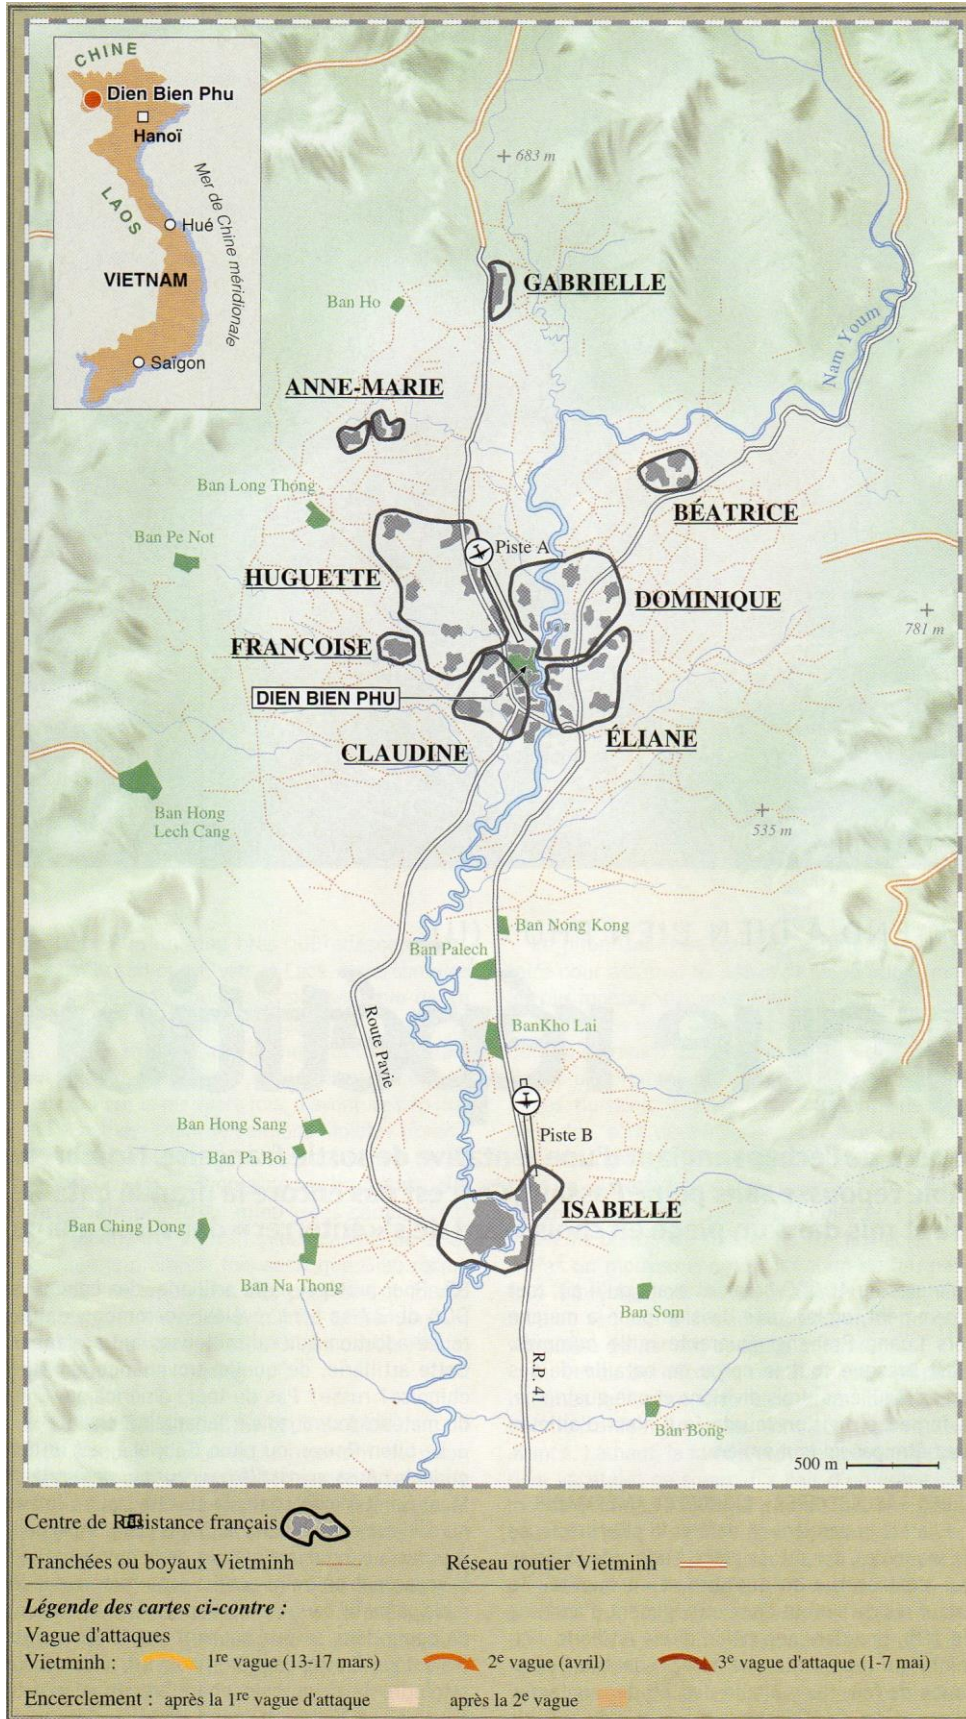 CHINE
Dien Bien Phu
Hanoï
LAOS
Hué
Mer de Chine méridionale
VIETNAM
Saïgon
683 m
GABRIELLE
Ban Ho
Nam Youm
ANNE-MARIE
BÉATRICE
Ban Long Thong
Ban Pe Not
Piste A
HUGUETTE
DOMINIQUE
781 m
FRANÇOISE
DIEN BIEN PHU
CLAUDINE
ÉLIANE
Ban Hong
Lech Cang
535 m
Ban Nong Kong
Ban Palech
BanKho Lai
Route Pavie
Piste B
Ban Hong Sang
Ban Pa Boi
ISABELLE
Ban Ching Dong
Ban Na Thong
Ban Som
R.P. 41
Ban Bong
500 m
Centre de Résistance français
Tranchées ou boyaux Vietminh
Réseau routier Vietminh
Légende des cartes ci-contre :
Vague d'attaques
Vietminh : 1re vague (13-17 mars) 2e vague (avril) 3e vague d'attaque (1-7 mai)
Encerclement : après la 1re vague d'attaque après la 2e vague